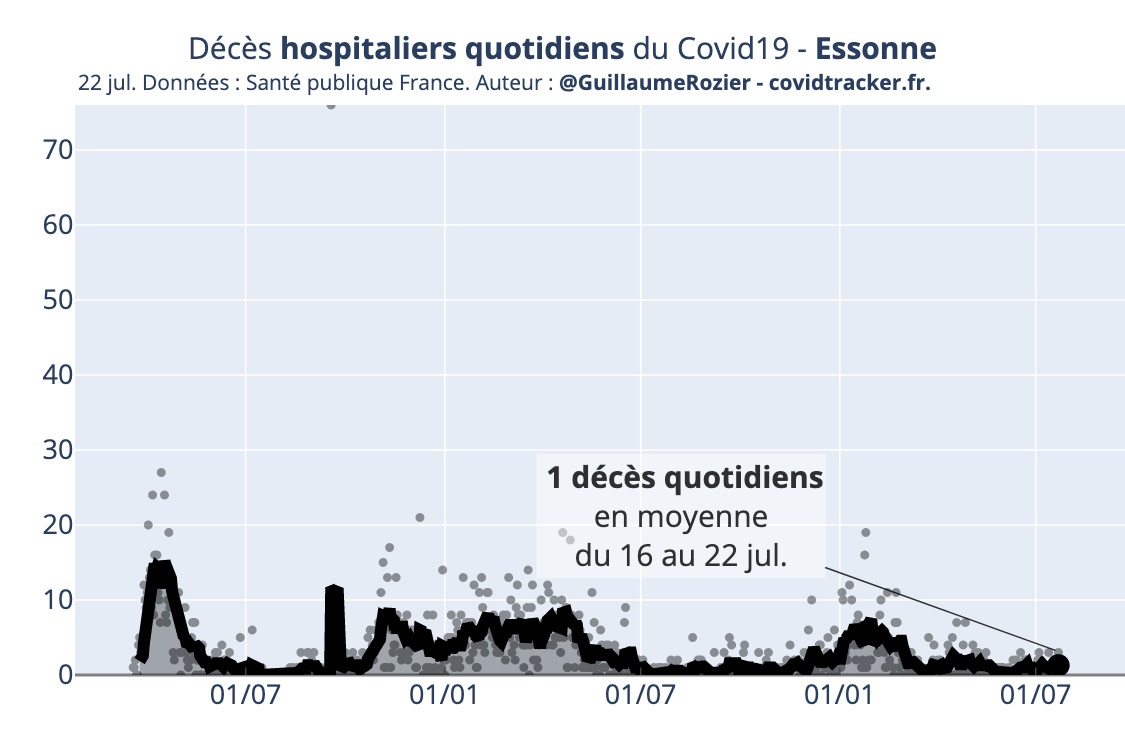 Décès hospitaliers quotidiens du Covid19 - Essonne
22 jul. Données : Santé publique France. Auteur : @GuillaumeRozier - covidtracker.fr.
70
60
50
40
30
20
10
0
1 décès quotidiens
en moyenne
du 16 au 22 jul.
01/07 01/01 01/07 01/01 01/07